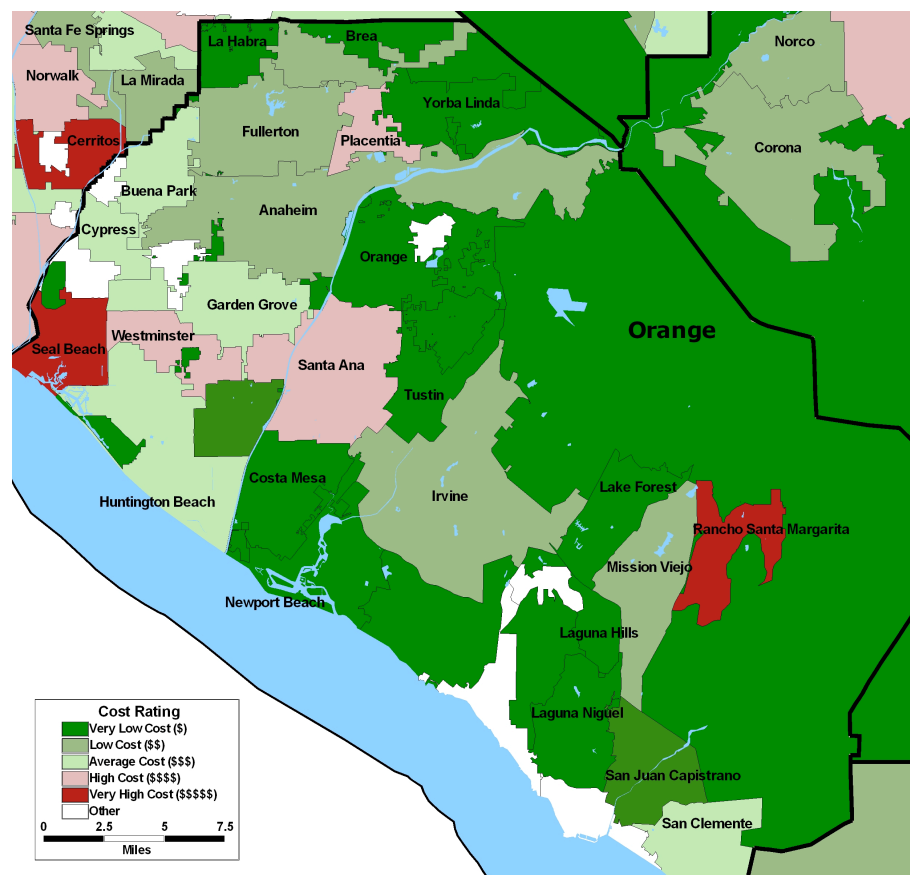 Santa Fe Springs
La Habra
Brea
Norco
Norwalk
La Mirada
Yorba Linda
Fullerton
Cerritos
Placentia
Corona
Buena Park
Anaheim
Cypress
Orange
Garden Grove
Orange
Westminster
Seal Beach
Santa Ana
Tustin
Costa Mesa
Lake Forest
Irvine
Huntington Beach
Rancho Santa Margarita
Mission Viejo
Newport Beach
Laguna Hills
Laguna Niguel
San Juan Capistrano
San Clemente
Cost Rating
Very Low Cost ($)
Low Cost ($$)
Average Cost ($$$)
High Cost ($$$$)
Very High Cost ($$$$$)
Other
0 2.5 5 7.5
Miles